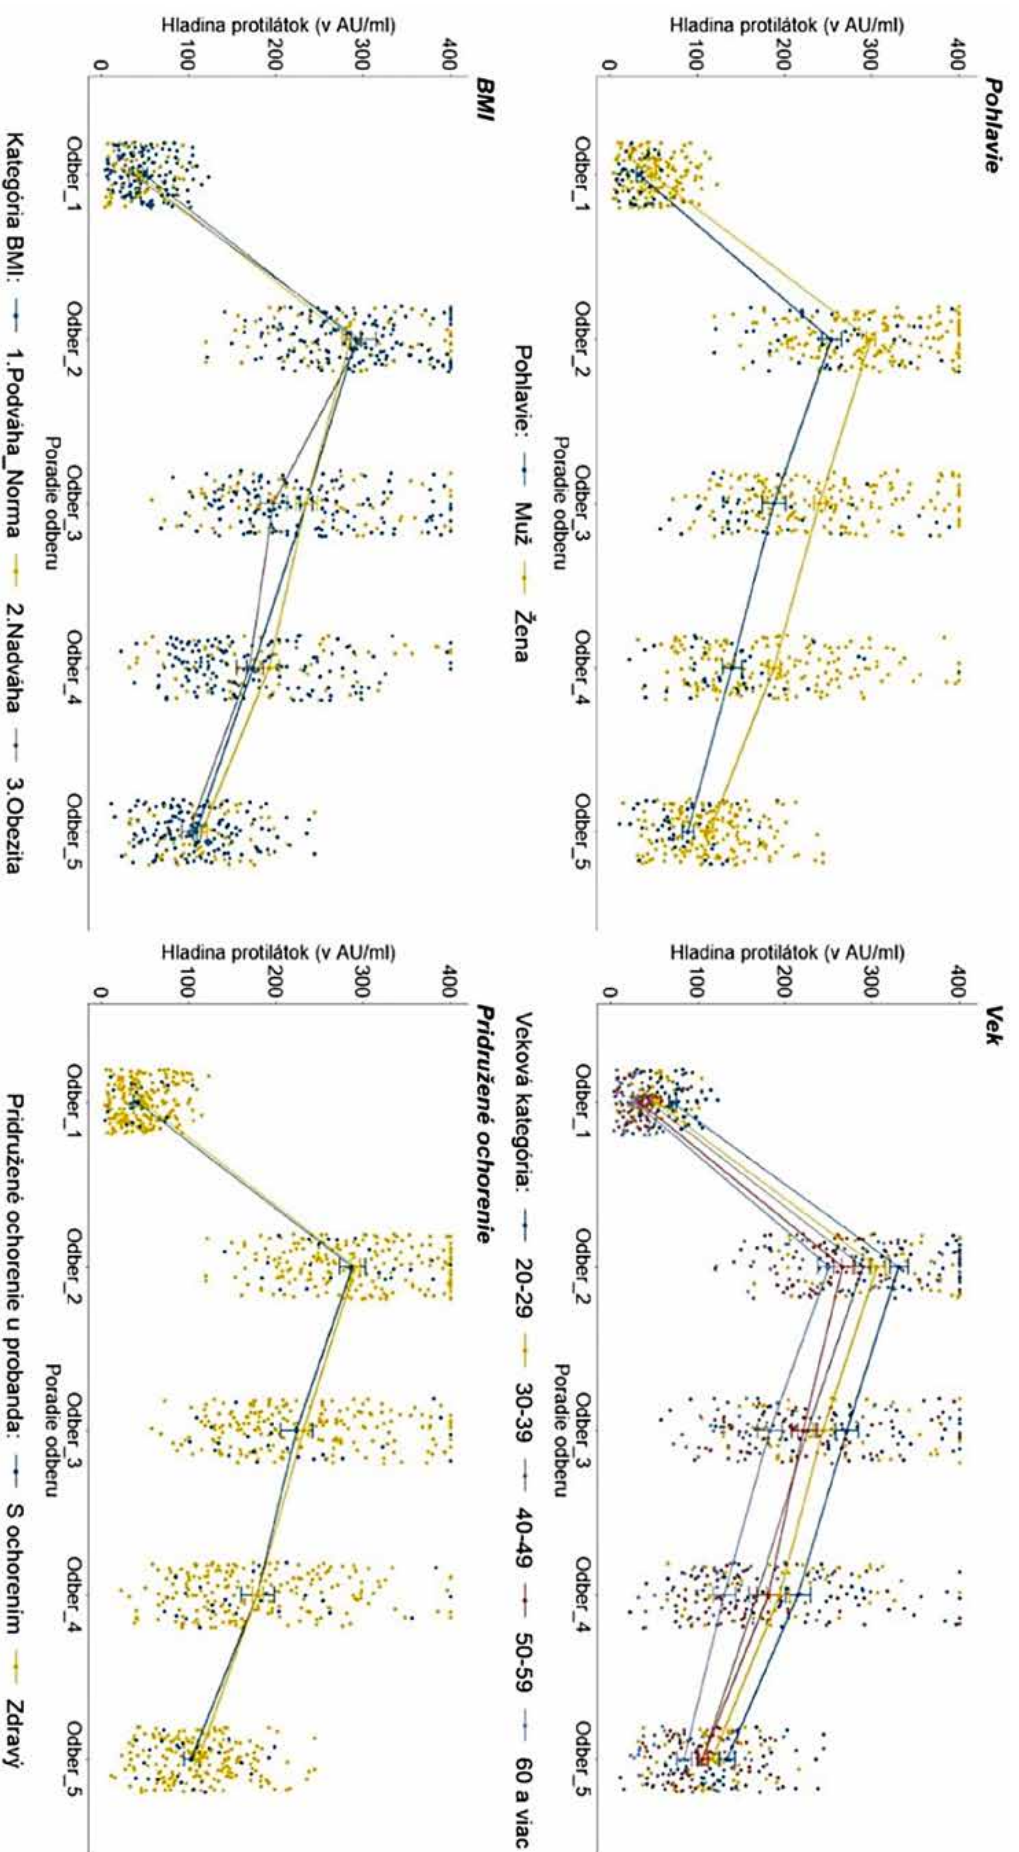 Pohlavie
Hladina protilátok (v AU/ml)
400
300
200
100
0
Odber_1
Odber_2
Odber_3
Odber_4
Odber_5
Poradie odberu
Pohlavie: Muž Žena
Vek
Hladina protilátok (v AU/ml)
400
300
200
100
0
Odber_1
Odber_2
Odber_3
Odber_4
Odber_5
Poradie odberu
Veková kategória: 20-29 30-39 40-49 50-59 60 a viac
BMI
Hladina protilátok (v AU/ml)
400
300
200
100
0
Odber_1
Odber_2
Odber_3
Odber_4
Odber_5
Poradie odberu
Kategória BMI: 1.Podváha_Norma 2.Nadváha 3.Obezita
Pridružené ochorenie
Hladina protilátok (v AU/ml)
400
300
200
100
0
Odber_1
Odber_2
Odber_3
Odber_4
Odber_5
Poradie odberu
Pridružené ochorenie u probanda: S ochorením Zdravý